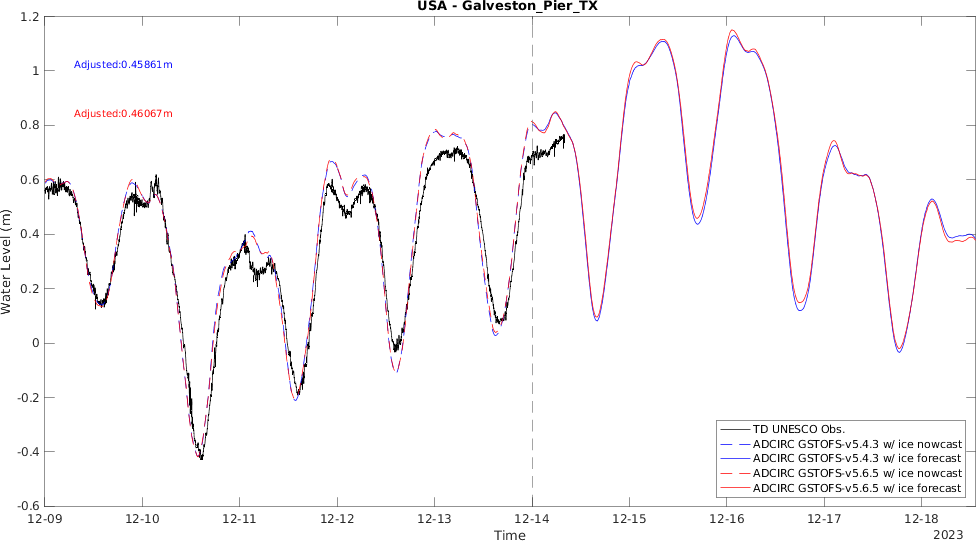 USA - Galveston_Pier_TX
1.2
1
0.8
0.6
0.4
0.2
0
-0.2
-0.4
-0.6
Water Level (m)
Adjusted:0.45861m
Adjusted:0.46067m
TD UNESCO Obs.
ADCIRC GSTOFS-v5.4.3 w/ ice nowcast
ADCIRC GSTOFS-v5.4.3 w/ ice forecast
ADCIRC GSTOFS-v5.6.5 w/ ice nowcast
ADCIRC GSTOFS-v5.6.5 w/ ice forecast
12-09 12-10 12-11 12-12 12-13 12-14 12-15 12-16 12-17 12-18
Time
2023